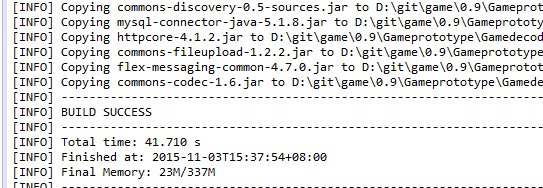 [INFO] Copying commons-discovery-0.5-sources.jar to D:\git\game\0.9\Gameprot
[INFO] Copying mysql-connector-java-5.1.8.jar to D:\git\game\0.9\Gameprototy
[INFO] Copying httpcore-4.1.2.jar to D:\git\game\0.9\Gameprototype\Gamedecod
[INFO] Copying commons-fileupload-1.2.2.jar to D:\git\game\0.9\Gameprototype
[INFO] Copying flex-messaging-common-4.7.0.jar to D:\git\game\0.9\Gameprotot
[INFO] Copying commons-codec-1.6.jar to D:\git\game\0.9\Gameprototype\Gamede
[INFO] ------------------------------------------------------------------------
[INFO] BUILD SUCCESS
[INFO] ------------------------------------------------------------------------
[INFO] Total time: 41.710 s
[INFO] Finished at: 2015-11-03T15:37:54+08:00
[INFO] Final Memory: 23M/337M
[INFO] ------------------------------------------------------------------------